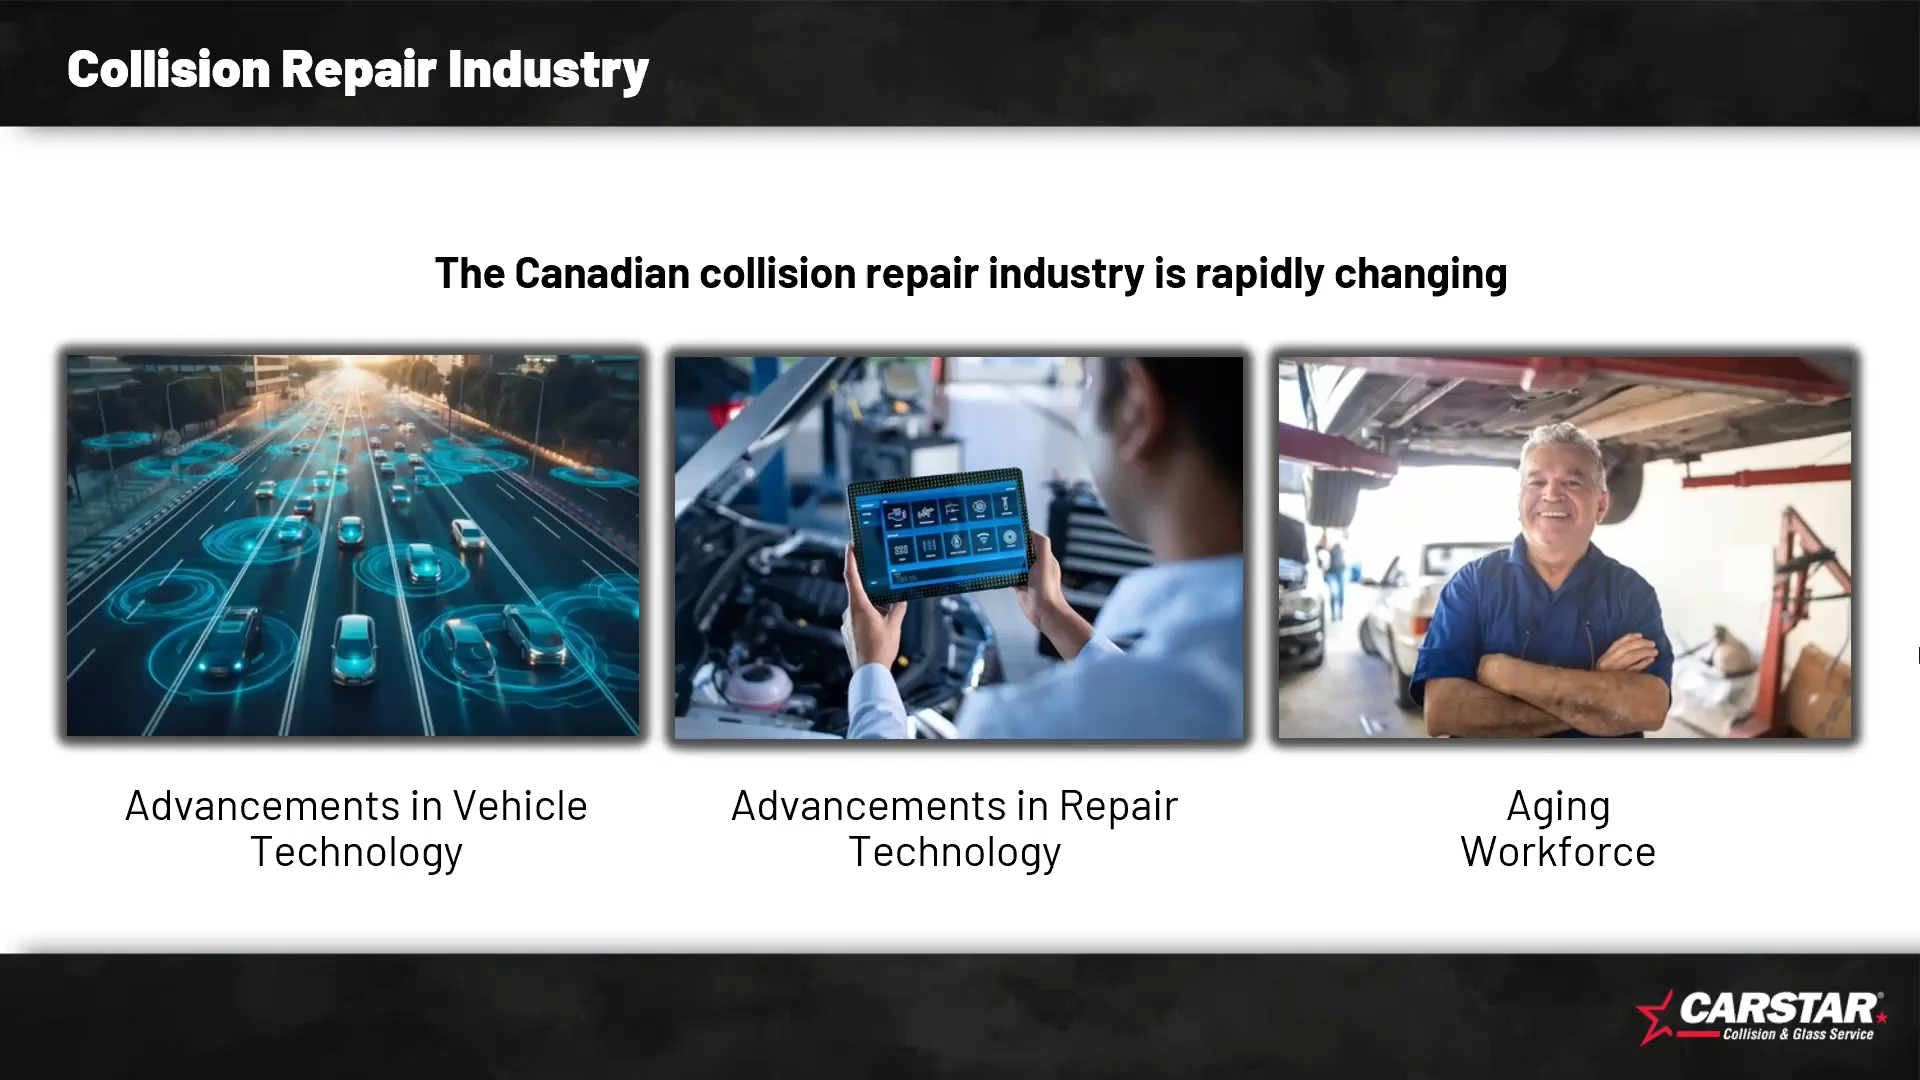 Collision Repair Industry
The Canadian collision repair industry is rapidly changing
Advancements in Vehicle
Technology
Advancements in Repair
Technology
Aging
Workforce
CARSTAR®
Collision & Glass Service